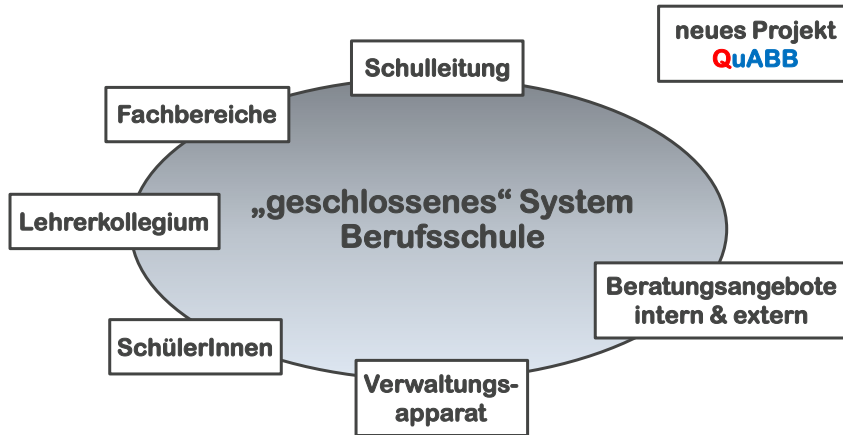 neues Projekt
QuABB
Schulleitung
Fachbereiche
Lehrerkollegium
„geschlossenes“ System
Berufsschule
Beratungsangebote
intern & extern
SchülerInnen
Verwaltungs-
apparat